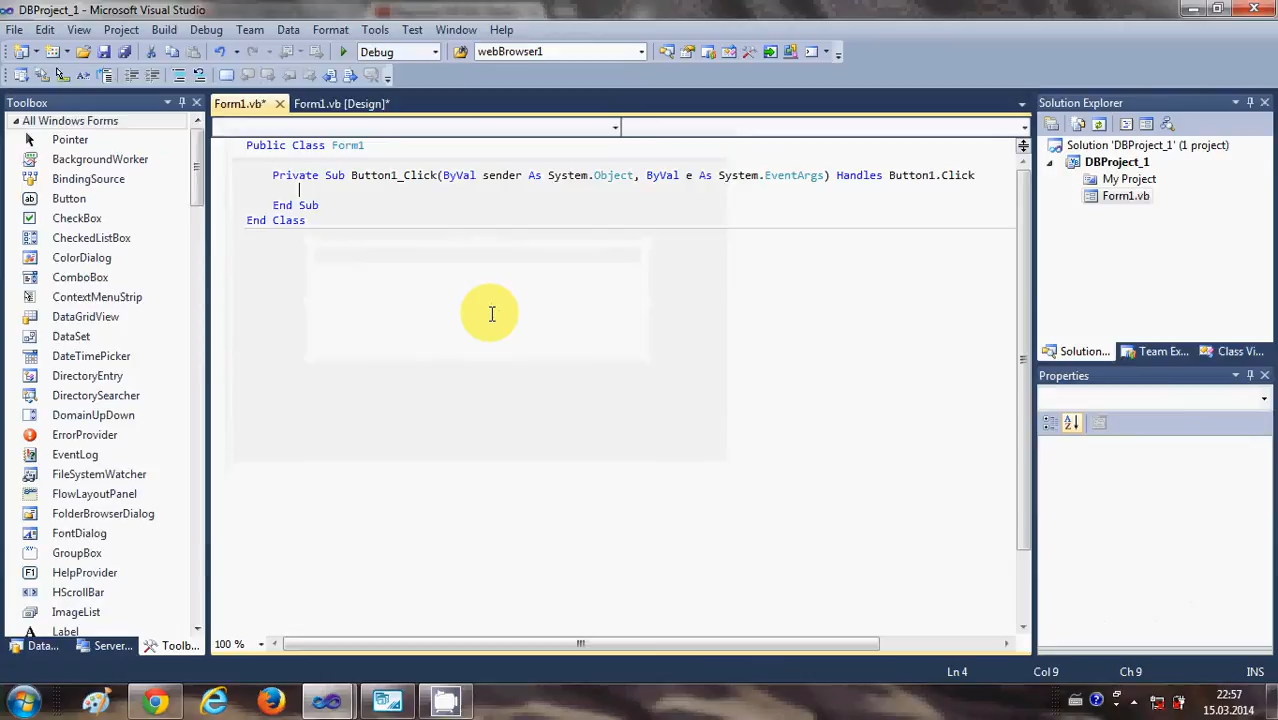 DBProject_1 - Microsoft Visual Studio
File Edit View Project Build Debug Team Data Format Tools Test Window Help
Debug webBrowser1
Toolbox
Form1.vb* Form1.vb [Design]*
Solution Explorer
All Windows Forms
Pointer
BackgroundWorker
BindingSource
Button
CheckBox
CheckedListBox
ColorDialog
ComboBox
ContextMenuStrip
DataGridView
DataSet
DateTimePicker
DirectoryEntry
DirectorySearcher
DomainUpDown
ErrorProvider
EventLog
FileSystemWatcher
FlowLayoutPanel
FolderBrowserDialog
FontDialog
GroupBox
HelpProvider
HScrollBar
ImageList
A Label
Data... Server... Toolb...
Public Class Form1
Private Sub Button1_Click(ByVal sender As System.Object, ByVal e As System.EventArgs) Handles Button1.Click
End Sub
End Class
100 %
Solution 'DBProject_1' (1 project)
DBProject_1
My Project
Form1.vb
Solution... Team Ex... Class Vi...
Properties
Ln 4 Col 9 Ch 9 INS
22:57
15.03.2014